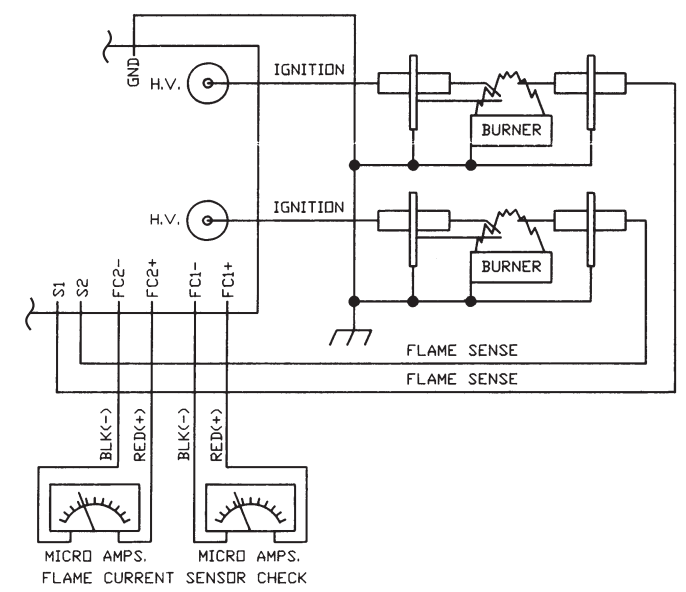 GND
H.V.
IGNITION
BURNER
H.V.
IGNITION
BURNER
S1
S2
FC2-
FC2+
FC1-
FC1+
FLAME SENSE
FLAME SENSE
BLK(-)
RED(+)
BLK(-)
RED(+)
MICRO AMPS. MICRO AMPS.
FLAME CURRENT SENSOR CHECK